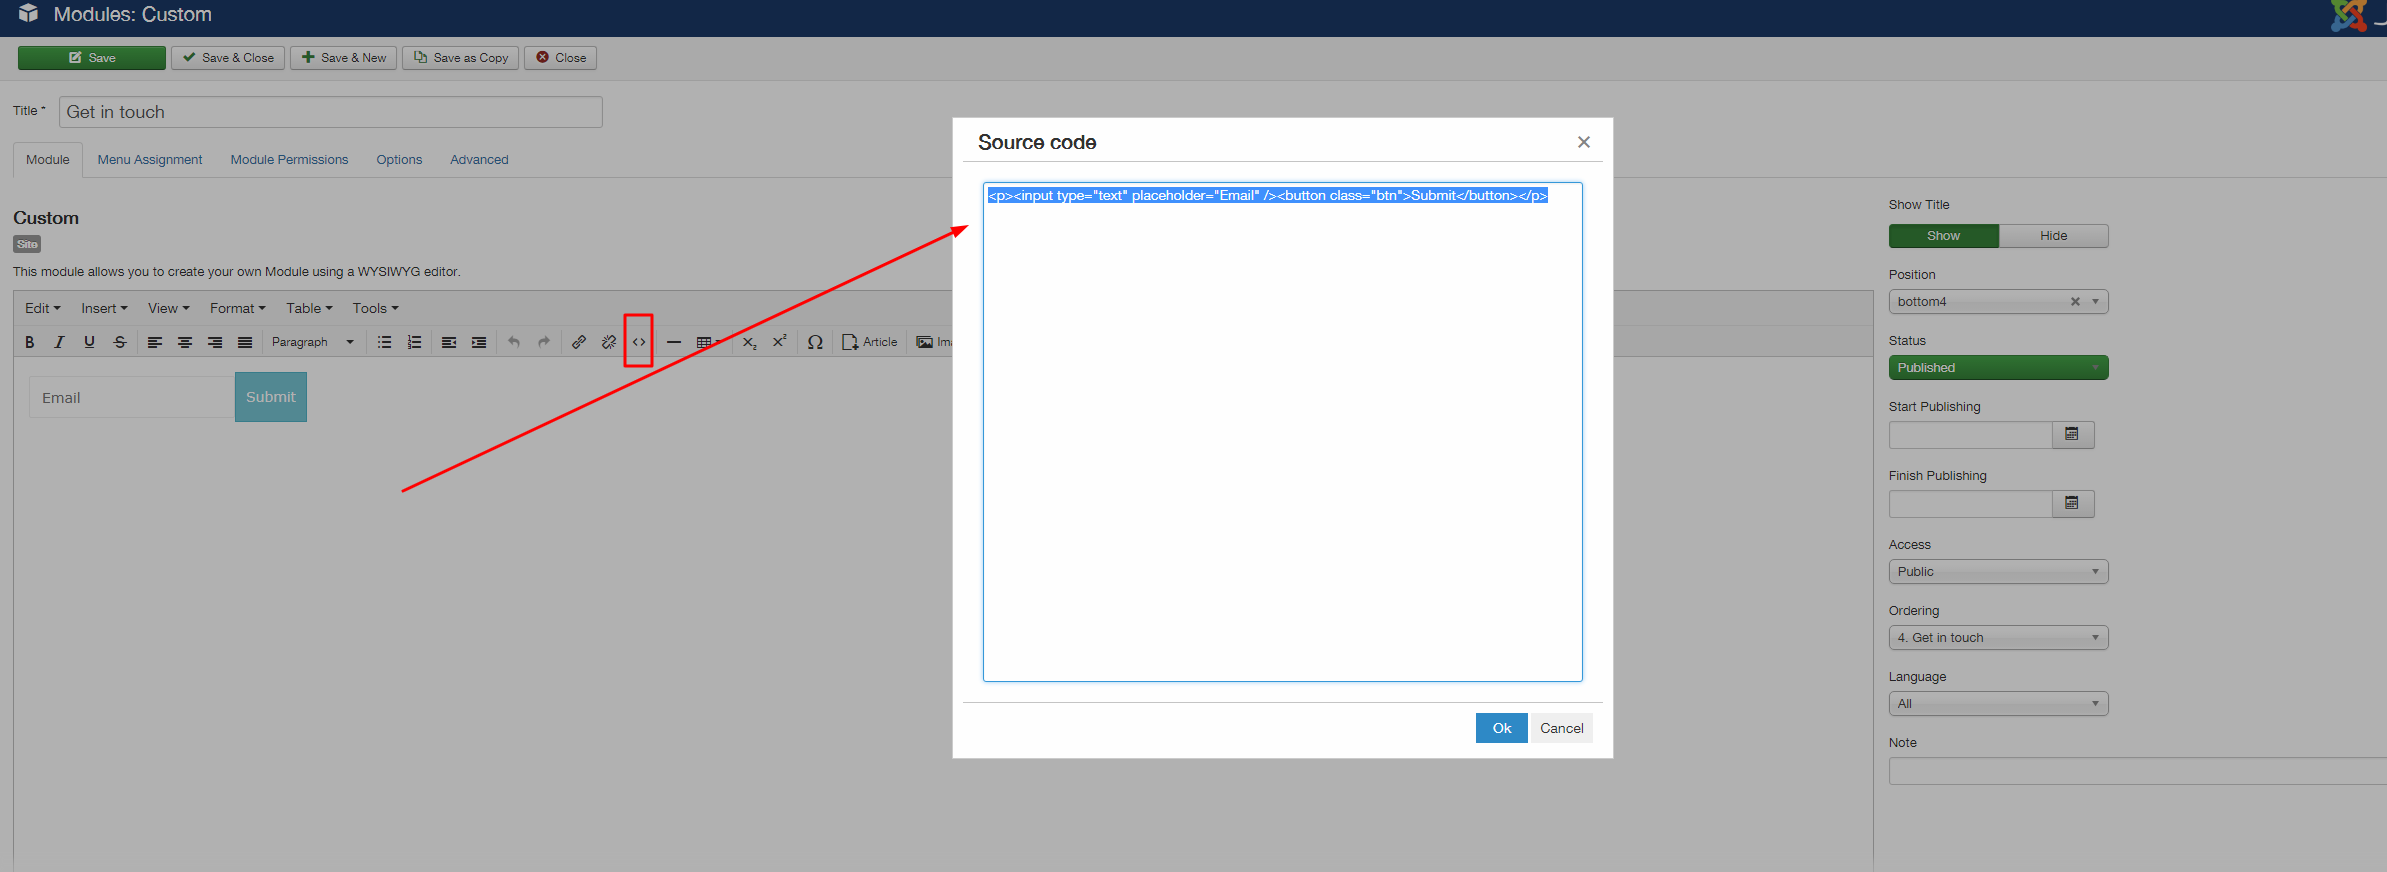 Modules: Custom
Save
Save & Close
Save & New
Save as Copy
Close
Title *
Get in touch
Module
Menu Assignment
Module Permissions
Options
Advanced
Custom
Site
This module allows you to create your own Module using a WYSIWYG editor.
Edit
Insert
View
Format
Table
Tools
B I U S
Paragraph
Ω
Article
Email
Submit
Source code
<p><input type="text" placeholder="Email" /><button class="btn">Submit</button></p>
Ok
Cancel
Show Title
Show
Hide
Position
bottom4
Status
Published
Start Publishing
Finish Publishing
Access
Public
Ordering
4. Get in touch
Language
All
Note